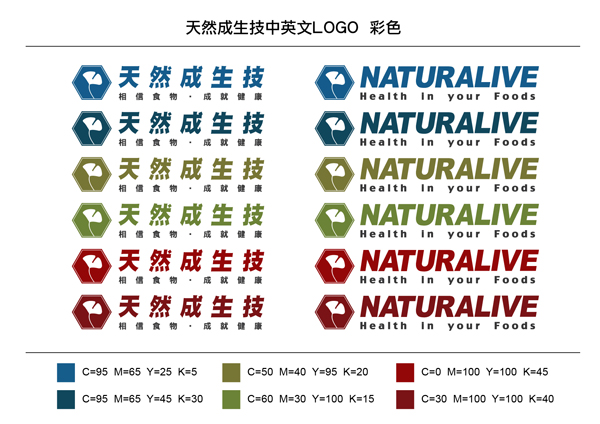 天然成生技中英文LOGO 彩色
天然成生技
相信食物・成就健康
NATURALIVE
Health in your Foods
天然成生技
相信食物・成就健康
NATURALIVE
Health in your Foods
天然成生技
相信食物・成就健康
NATURALIVE
Health in your Foods
天然成生技
相信食物・成就健康
NATURALIVE
Health in your Foods
天然成生技
相信食物・成就健康
NATURALIVE
Health in your Foods
天然成生技
相信食物・成就健康
NATURALIVE
Health in your Foods
C=95 M=65 Y=25 K=5
C=50 M=40 Y=95 K=20
C=0 M=100 Y=100 K=45
C=95 M=65 Y=45 K=30
C=60 M=30 Y=100 K=15
C=30 M=100 Y=100 K=40